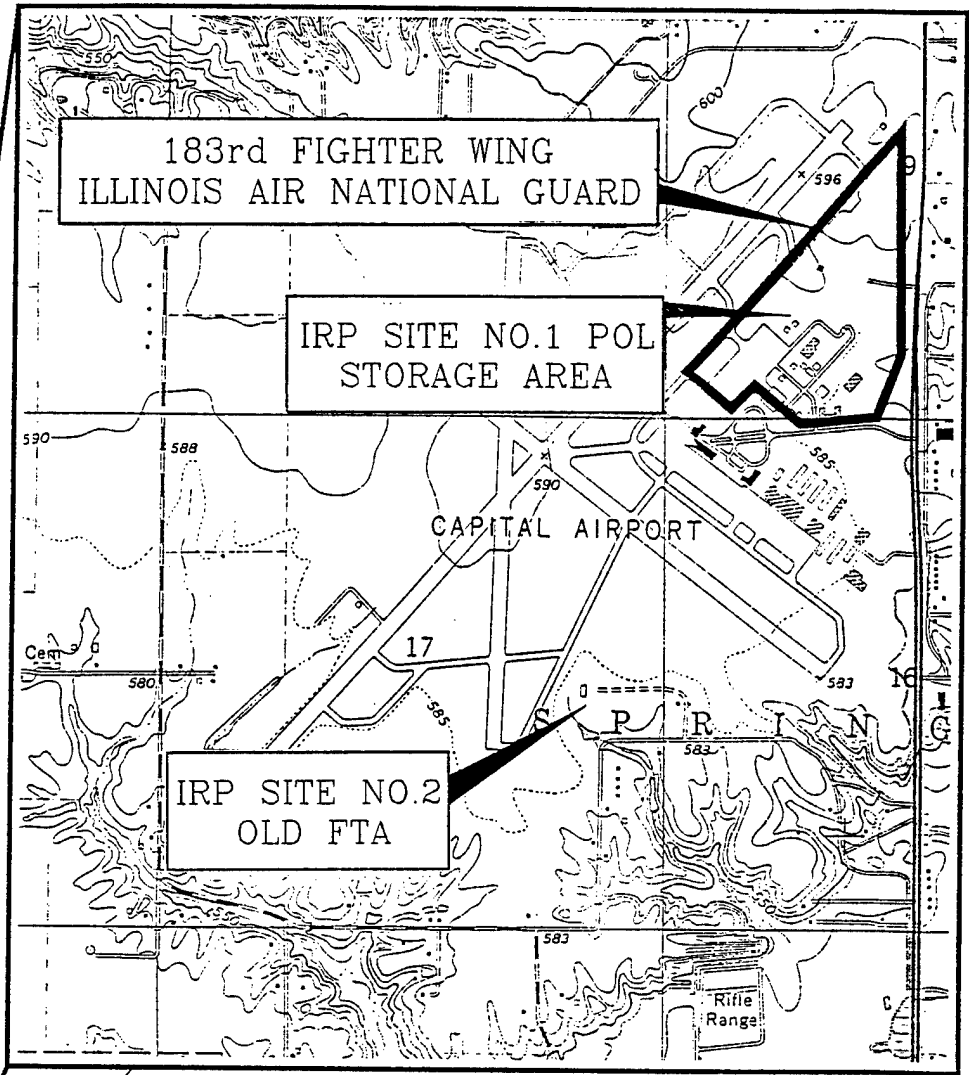 550
600
183rd FIGHTER WING
ILLINOIS AIR NATIONAL GUARD
9
596
IRP SITE NO.1 POL
STORAGE AREA
590
588
585
590
CAPITAL AIRPORT
Cem
17
580
583
16
585
S P R I N G
583
IRP SITE NO.2
OLD FTA
583
Rifle
Range